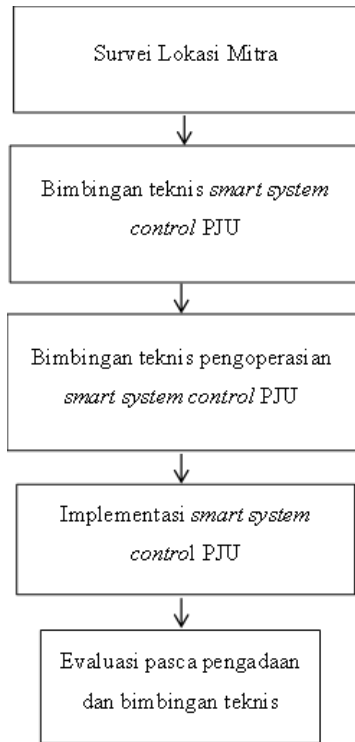 Survei Lokasi Mitra
Bimbingan teknis smart system
control PJU
Bimbingan teknis pengoperasian
smart system control PJU
Implementasi smart system
control PJU
Evaluasi pasca pengadaan
dan bimbingan teknis